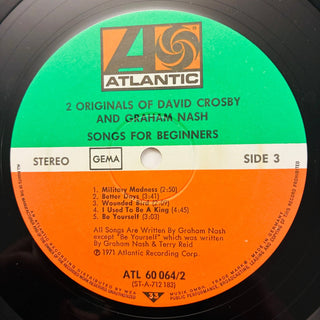 ATLANTIC
2 ORIGINALS OF DAVID CROSBY
AND GRAHAM NASH
SONGS FOR BEGINNERS
STEREO GEMA SIDE 3
1. Military Madness (2:50)
2. Better Days (3:41)
3. Wounded Bird
4. I Used To Be A King (4:45)
5. Be Yourself (3:03)
All Songs Are Written By Graham Nash
except "Be Yourself" which was written
by Graham Nash & Terry Reid
℗ 1971 Atlantic Recording Corp.
ATL 60 064/2
(ST-A-712 183)
33